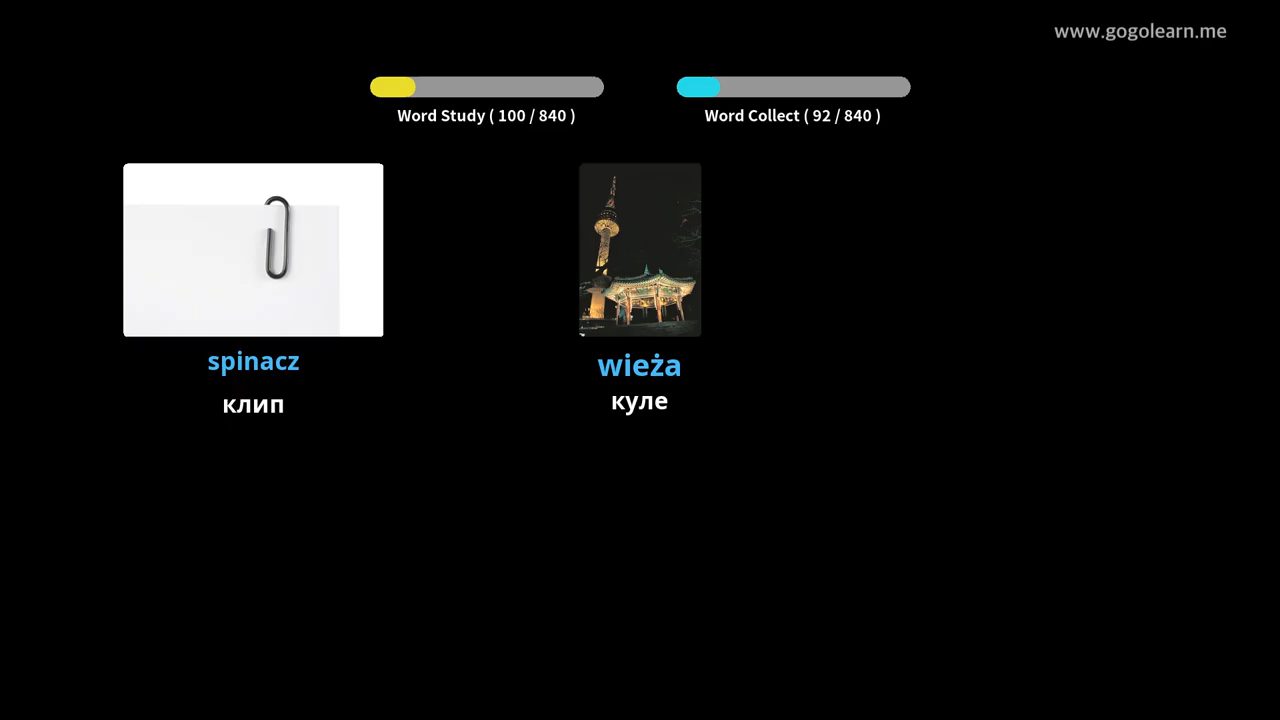 www.gogolearn.me
Word Study ( 100 / 840 )
Word Collect ( 92 / 840 )
spinacz
wieża
клип
куле